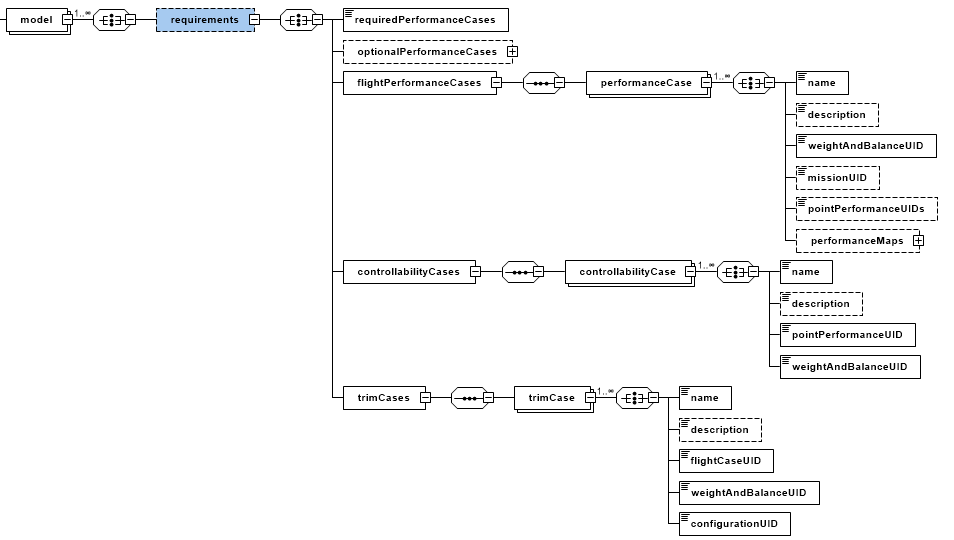 model
1..∞
requirements
requiredPerformanceCases
optionalPerformanceCases
flightPerformanceCases
performanceCase
1..∞
name
description
weightAndBalanceUID
missionUID
pointPerformanceUIDs
performanceMaps
controllabilityCases
controllabilityCase
1..∞
name
description
pointPerformanceUID
weightAndBalanceUID
trimCases
trimCase
1..∞
name
description
flightCaseUID
weightAndBalanceUID
configurationUID